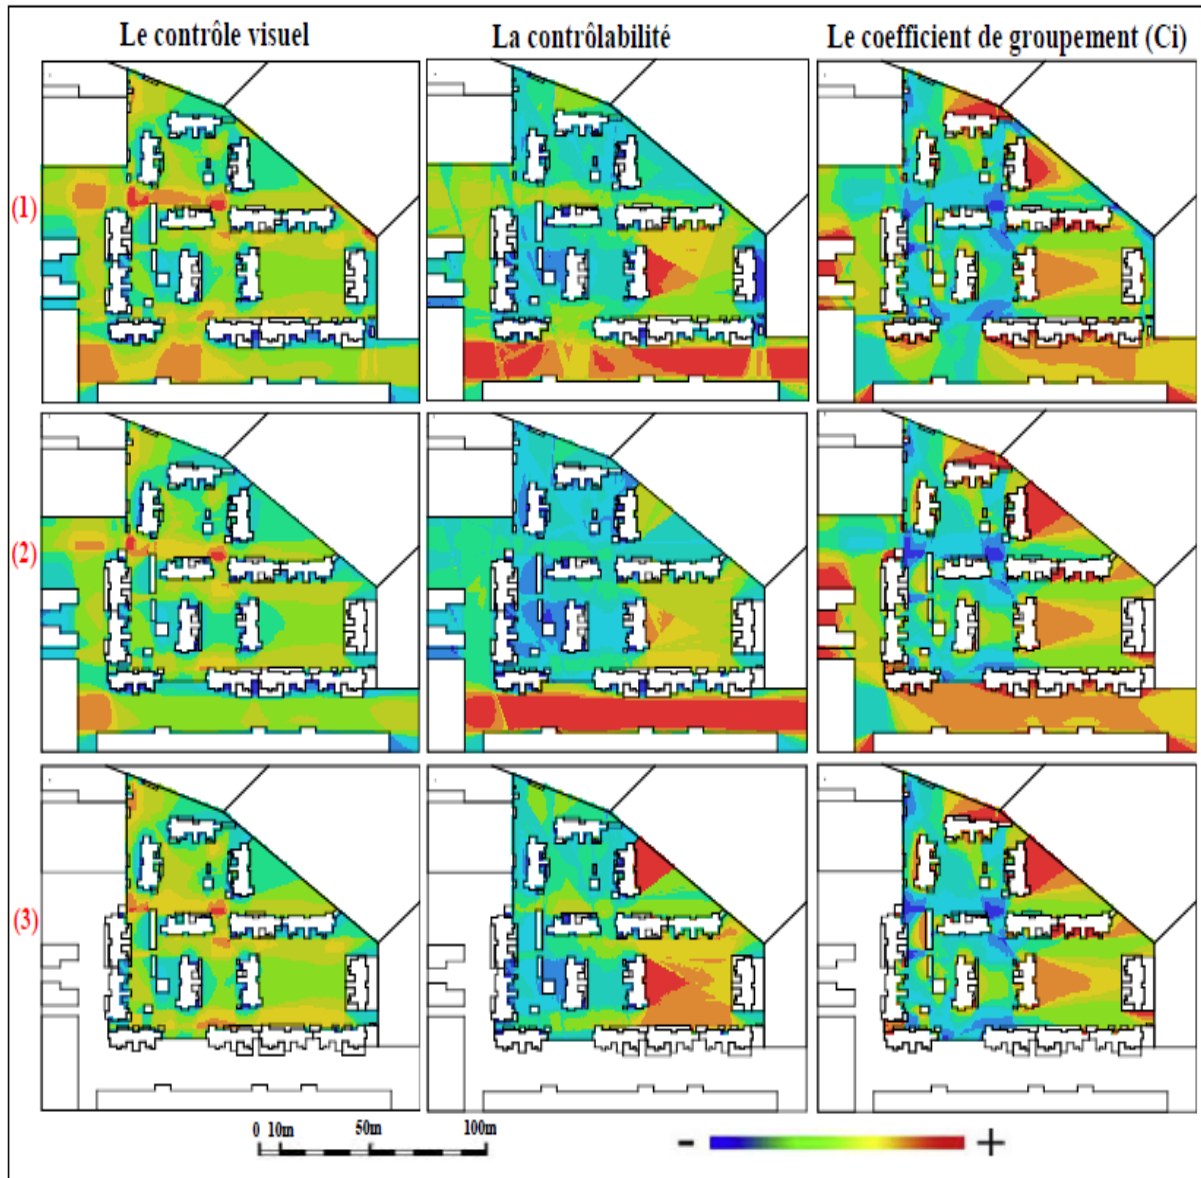 Le contrôle visuel
La contrôlabilité
Le coefficient de groupement (Ci)
(1)
(2)
(3)
0 10m 50m 100m
- +